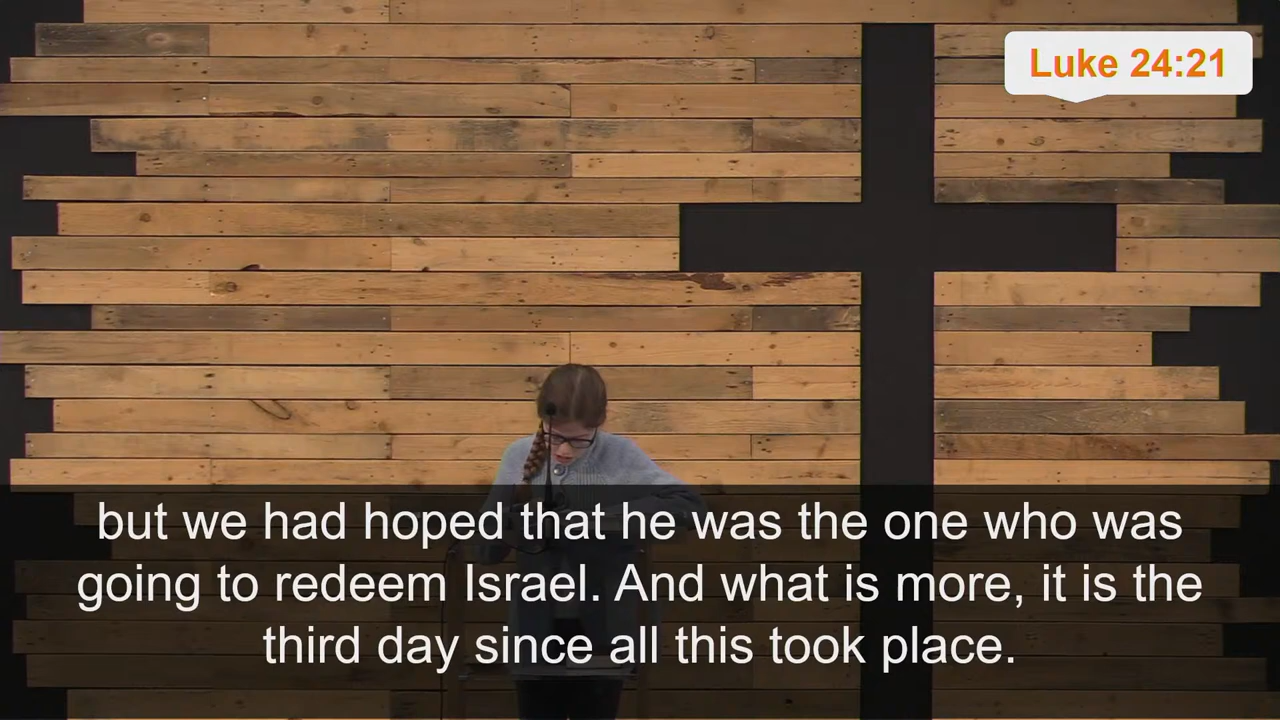 Luke 24:21
but we had hoped that he was the one who was
going to redeem Israel. And what is more, it is the
third day since all this took place.